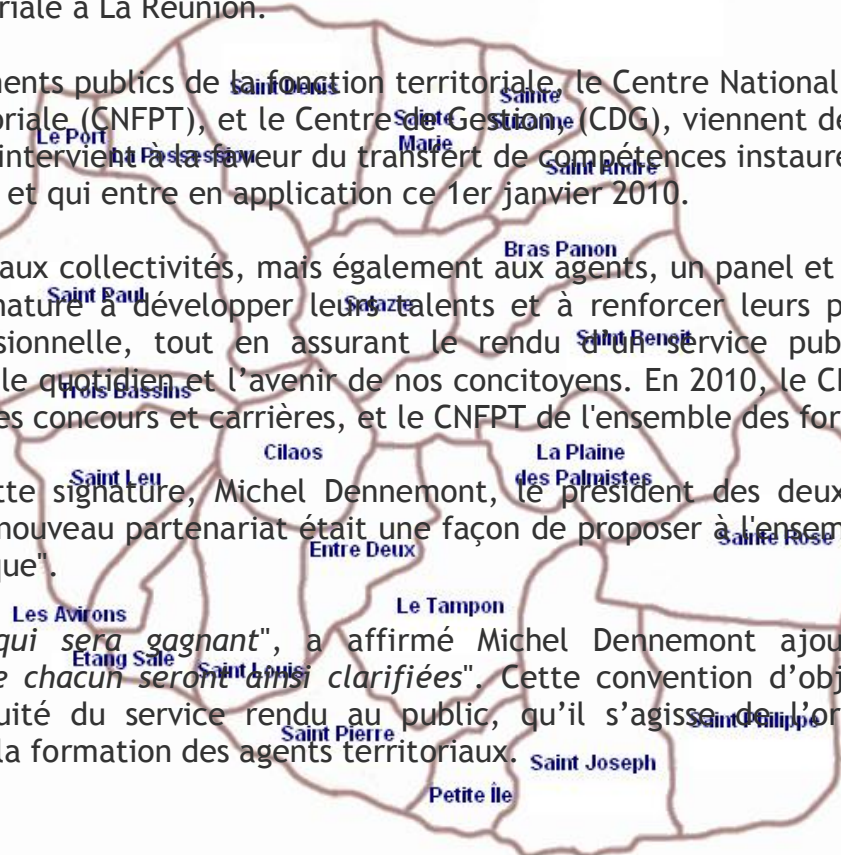 riale à La Réunion.
ments publics de la fonction territoriale, le Centre National
oriale (CNFPT), et le Centre de Gestion, (CDG), viennent de
intervient à la faveur du transfert de compétences instauré
et qui entre en application ce 1er janvier 2010.
aux collectivités, mais également aux agents, un panel et
nature à développer leurs talents et à renforcer leurs p
sionnelle, tout en assurant le rendu d'un service pub
le quotidien et l’avenir de nos concitoyens. En 2010, le C
es concours et carrières, et le CNFPT de l'ensemble des for
tte signature, Michel Dennemont, le président des deux
nouveau partenariat était une façon de proposer à l'ensem
que".
qui sera gagnant", a affirmé Michel Dennemont ajou
e chacun seront ainsi clarifiées". Cette convention d’obj
uité du service rendu au public, qu’il s’agisse de l’or
la formation des agents territoriaux.
Saint Denis
Sainte
Suzanne
Sainte
Marie
Le Port
La Possession
Saint André
Bras Panon
Saint Paul
Salazie
Saint Benoit
Trois Bassins
Cilaos
La Plaine
des Palmistes
Saint Leu
Sainte Rose
Entre Deux
Le Tampon
Les Avirons
Etang Salé
Saint Louis
Saint Philippe
Saint Pierre
Saint Joseph
Petite Île